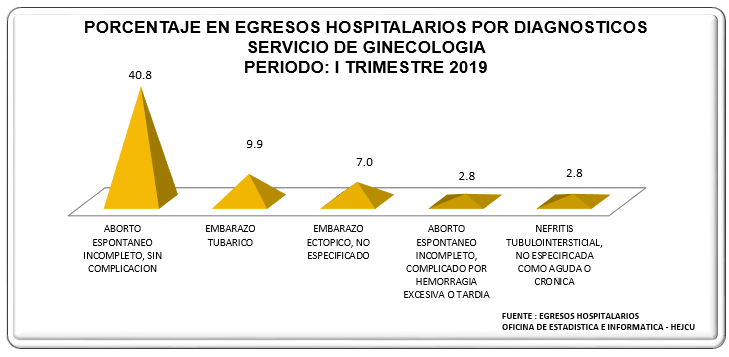 PORCENTAJE EN EGRESOS HOSPITALARIOS POR DIAGNOSTICOS
SERVICIO DE GINECOLOGIA
PERIODO: I TRIMESTRE 2019
40.8
9.9
7.0
2.8
2.8
ABORTO
ESPONTANEO
INCOMPLETO, SIN
COMPLICACION
EMBARAZO
TUBARICO
EMBARAZO
ECTOPICO, NO
ESPECIFICADO
ABORTO
ESPONTANEO
INCOMPLETO,
COMPLICADO POR
HEMORRAGIA
EXCESIVA O TARDIA
NEFRITIS
TUBULOINTERSTICIAL,
NO ESPECIFICADA
COMO AGUDA O
CRONICA
FUENTE : EGRESOS HOSPITALARIOS
OFICINA DE ESTADISTICA E INFORMATICA - HEJCU